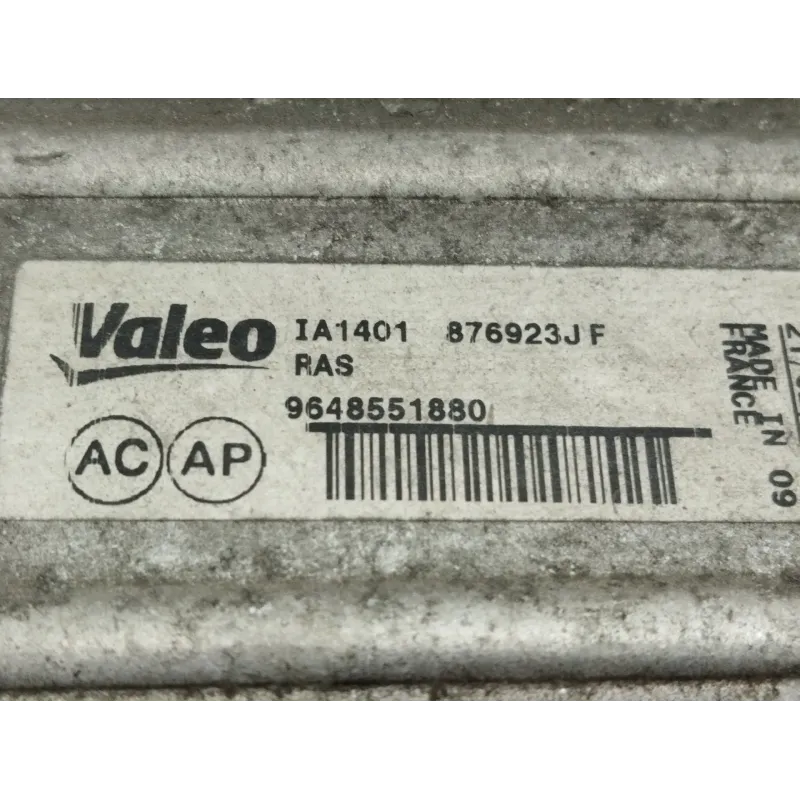 Valeo IA1401 876923JF
RAS
9648551880
AC AP
MADE IN 09
FRANCE